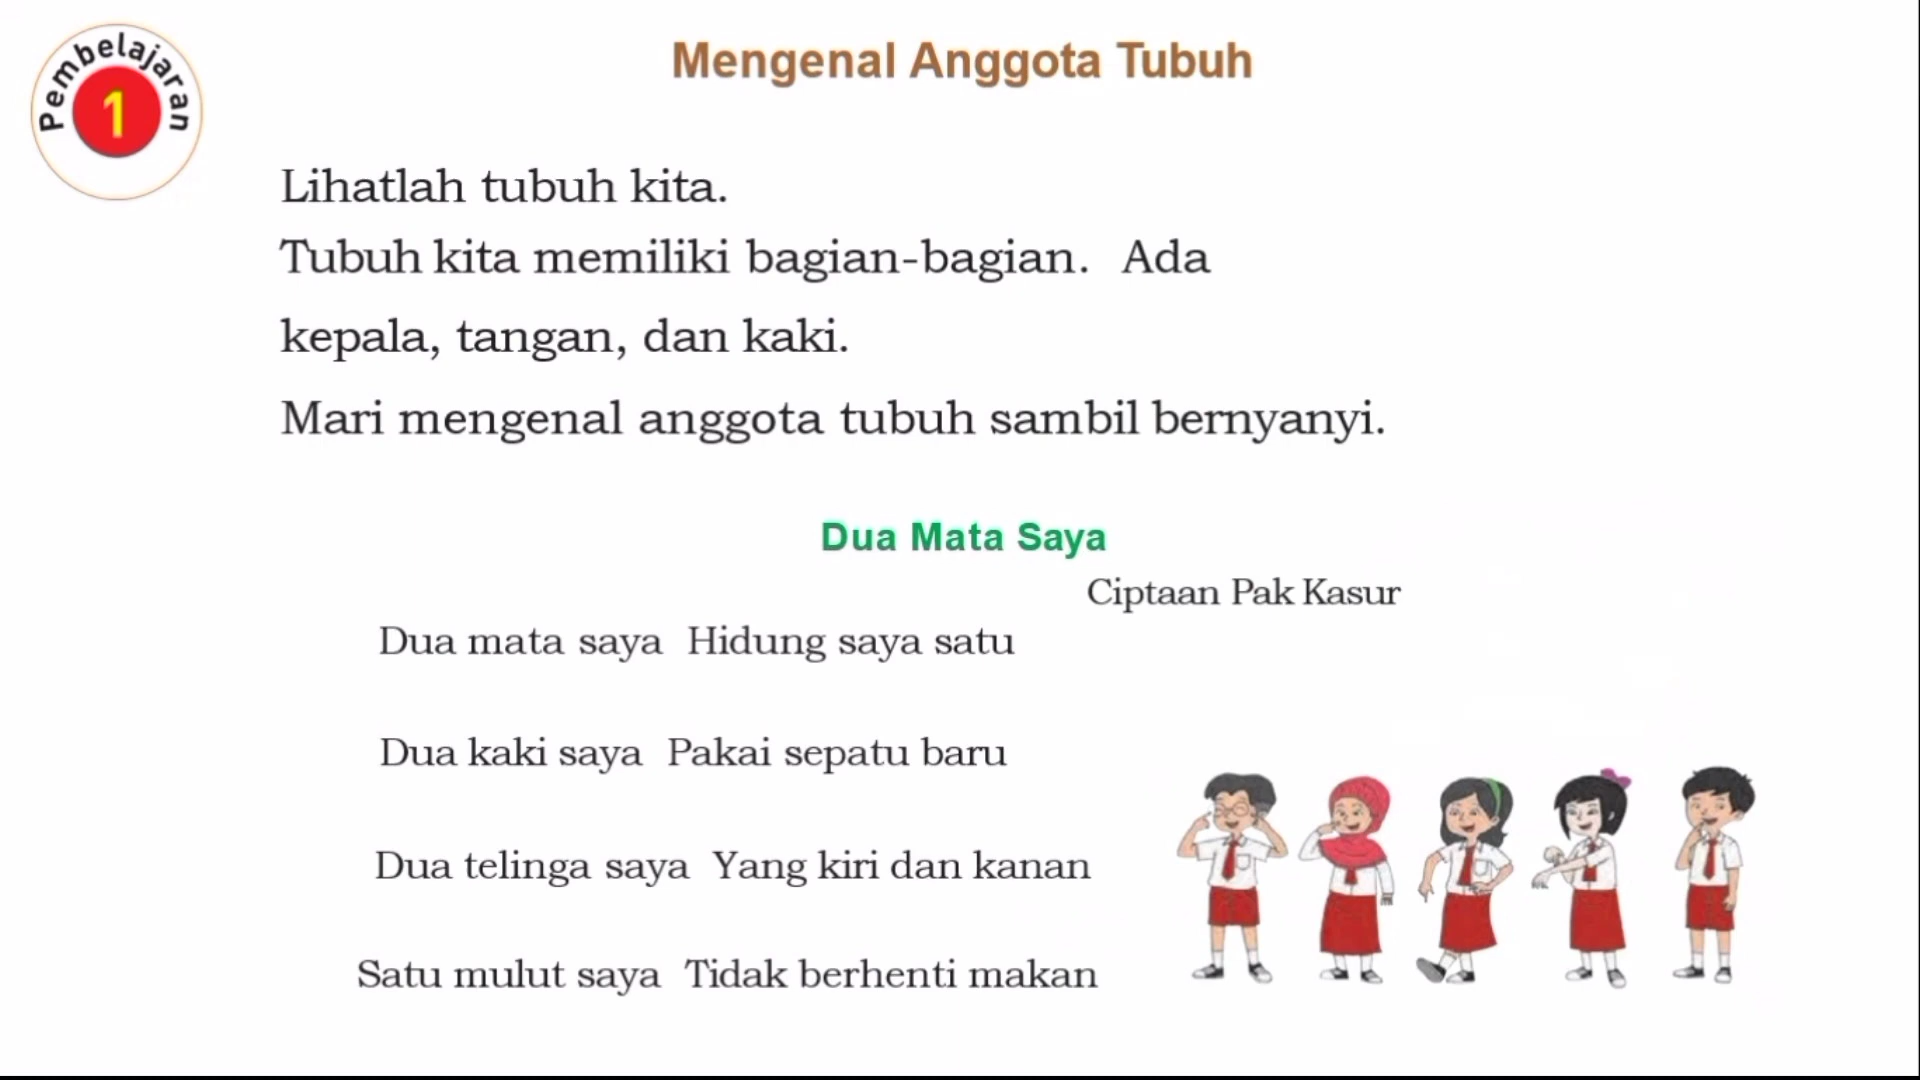 Pembelajaran
1
Mengenal Anggota Tubuh
Lihatlah tubuh kita.
Tubuh kita memiliki bagian-bagian. Ada
kepala, tangan, dan kaki.
Mari mengenal anggota tubuh sambil bernyanyi.
Dua Mata Saya
Ciptaan Pak Kasur
Dua mata saya Hidung saya satu
Dua kaki saya Pakai sepatu baru
Dua telinga saya Yang kiri dan kanan
Satu mulut saya Tidak berhenti makan